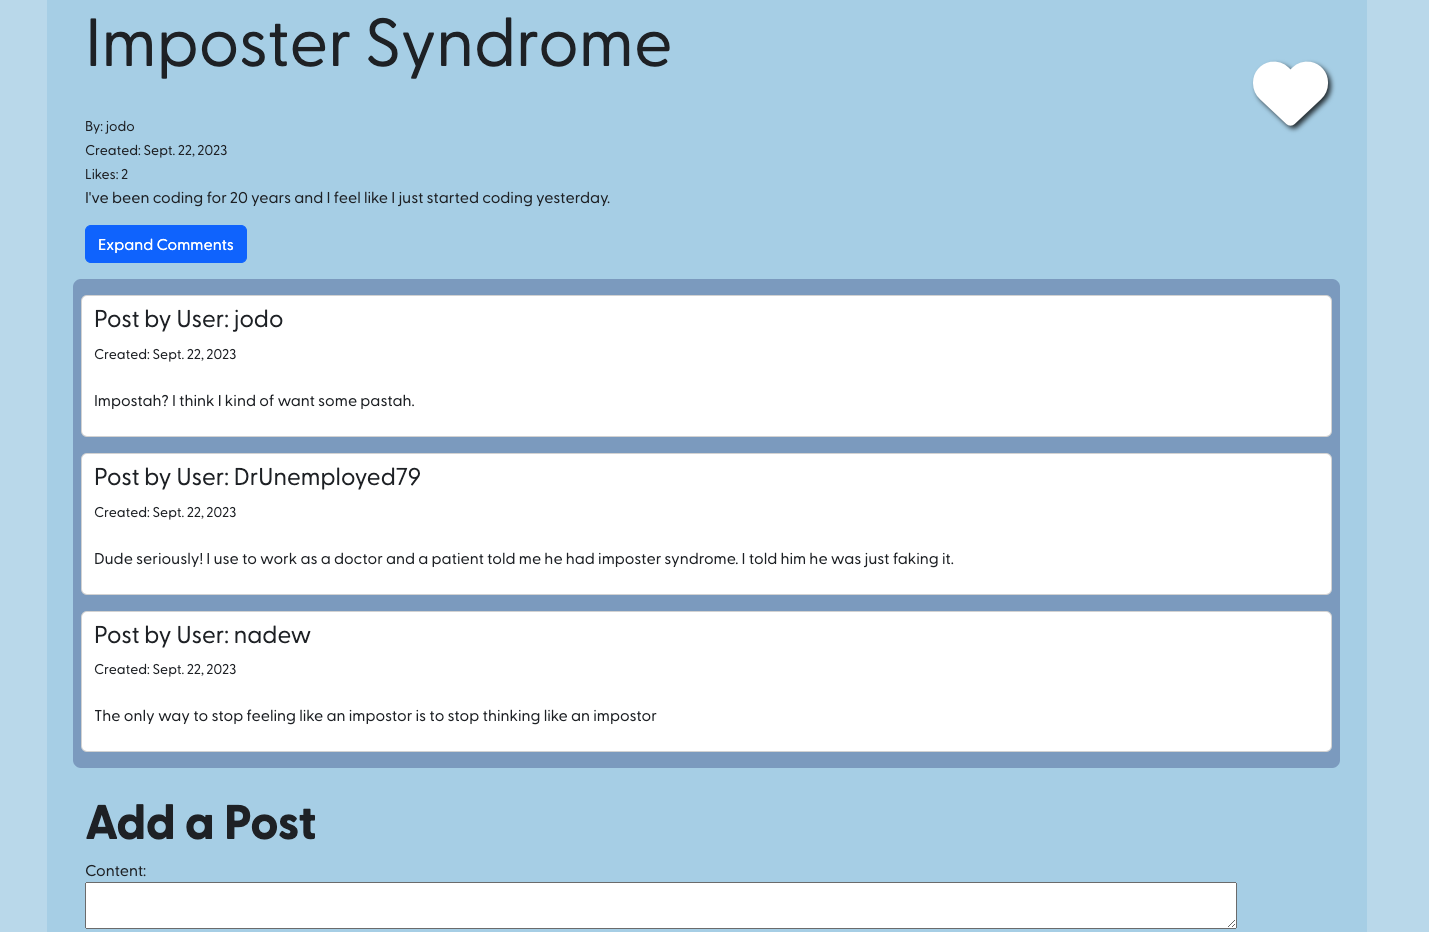 Imposter Syndrome
By: jodo
Created: Sept. 22, 2023
Likes: 2
I've been coding for 20 years and I feel like I just started coding yesterday.
Expand Comments
Post by User: jodo
Created: Sept. 22, 2023
Impostah? I think I kind of want some pastah.
Post by User: DrUnemployed79
Created: Sept. 22, 2023
Dude seriously! I use to work as a doctor and a patient told me he had imposter syndrome. I told him he was just faking it.
Post by User: nadew
Created: Sept. 22, 2023
The only way to stop feeling like an impostor is to stop thinking like an impostor
Add a Post
Content: